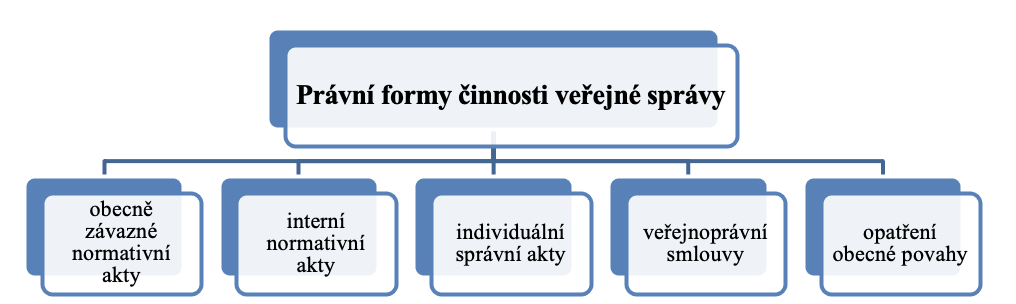 Právní formy činnosti veřejné správy
obecně
závazné
normativní
akty
interní
normativní
akty
individuální
správní akty
veřejnoprávní
smlouvy
opatření
obecné povahy